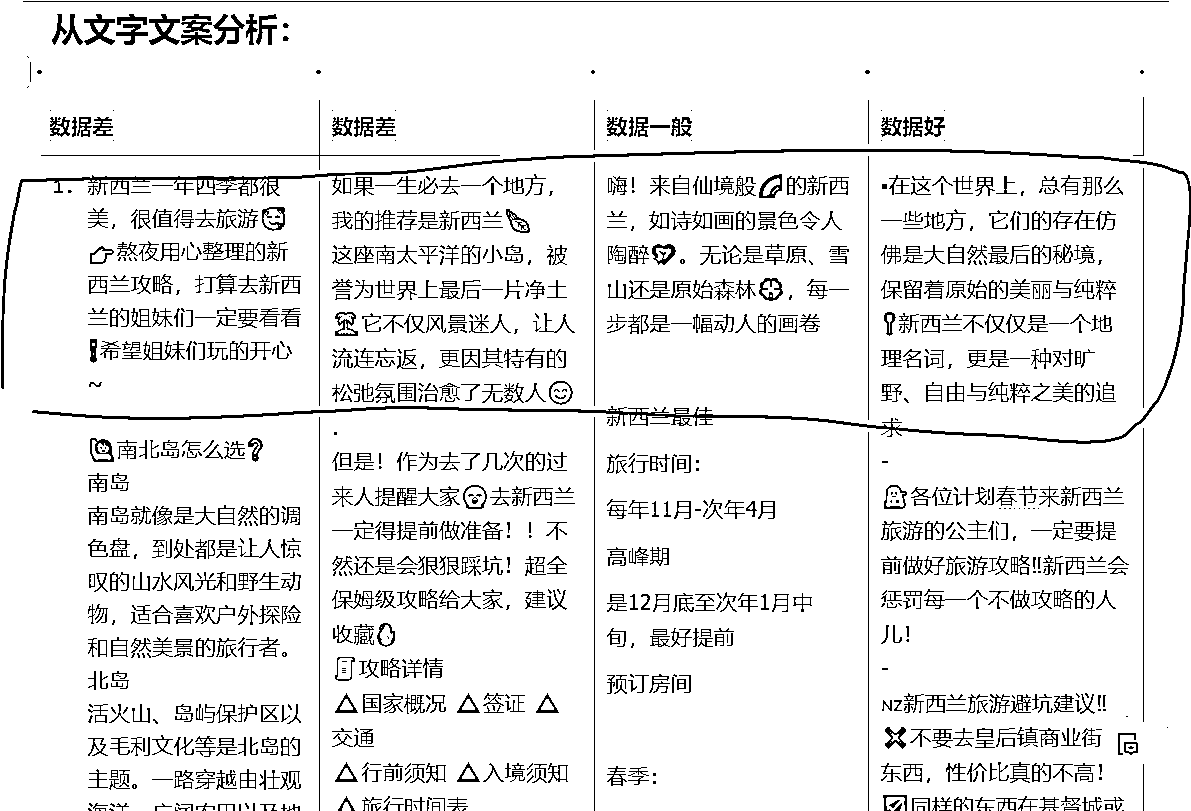 从文字文案分析：
数据差
数据差
数据一般
数据好
1. 新西兰一年四季都很
美，很值得去旅游
熬夜用心整理的新
西兰攻略，打算去新西
兰的姐妹们一定要看看
❗希望姐妹们玩的开心
~
南北岛怎么选❓
南岛
南岛就像是大自然的调
色盘，到处都是让人惊
叹的山水风光和野生动
物，适合喜欢户外探险
和自然美景的旅行者。
北岛
活火山、岛屿保护区以
及毛利文化等是北岛的
主题。一路穿越由壮观
如果一生必去一个地方，
我的推荐是新西兰
这座南太平洋的小岛，被
誉为世界上最后一片净土
它不仅风景迷人，让人
流连忘返，更因其特有的
松弛氛围治愈了无数人
.
但是！作为去了几次的过
来人提醒大家去新西兰
一定得提前做准备！！不
然还是会狠狠踩坑！超全
保姆级攻略给大家，建议
收藏
攻略详情
△国家概况 △签证 △
交通
△行前须知 △入境须知
△旅行时间表
嗨！来自仙境般的新西
兰，如诗如画的景色令人
陶醉。无论是草原、雪
山还是原始森林，每一
步都是一幅动人的画卷
新西兰最佳
旅行时间：
每年11月-次年4月
高峰期
是12月底至次年1月中
旬，最好提前
预订房间
春季：
▪在这个世界上，总有那么
一些地方，它们的存在仿
佛是大自然最后的秘境，
保留着原始的美丽与纯粹
新西兰不仅仅是一个地
理名词，更是一种对旷
野、自由与纯粹之美的追
求
-
各位计划春节来新西兰
旅游的公主们，一定要提
前做好旅游攻略‼新西兰会
惩罚每一个不做攻略的人
儿！
-
NZ新西兰旅游避坑建议‼
✖不要去皇后镇商业街
东西，性价比真的不高！
☑同样的东西在基督城或